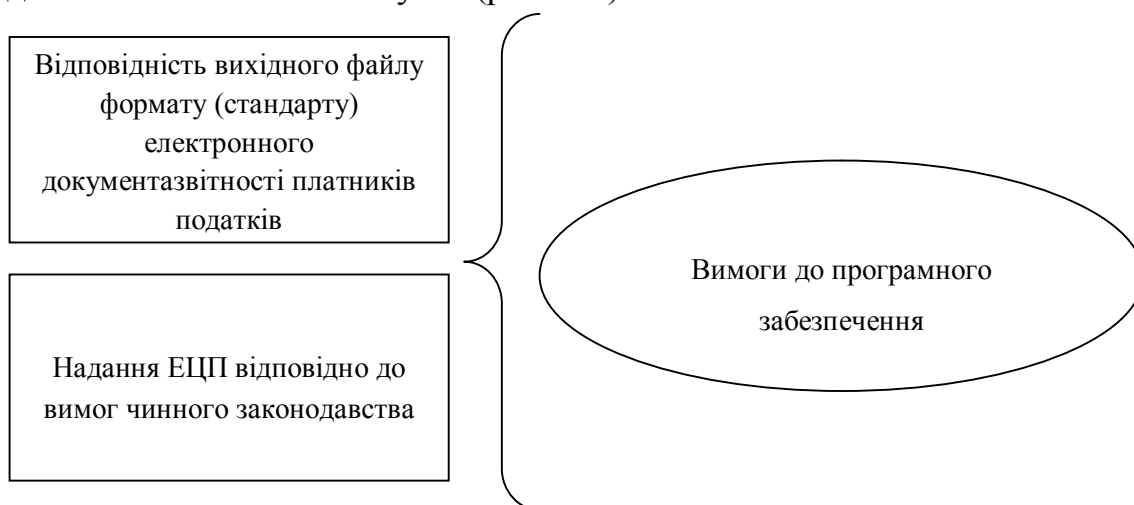 Відповідність вихідного файлу
формату (стандарту)
електронного
документазвітності платників
податків
Надання ЕЦП відповідно до
вимог чинного законодавства
Вимоги до програмного
забезпечення